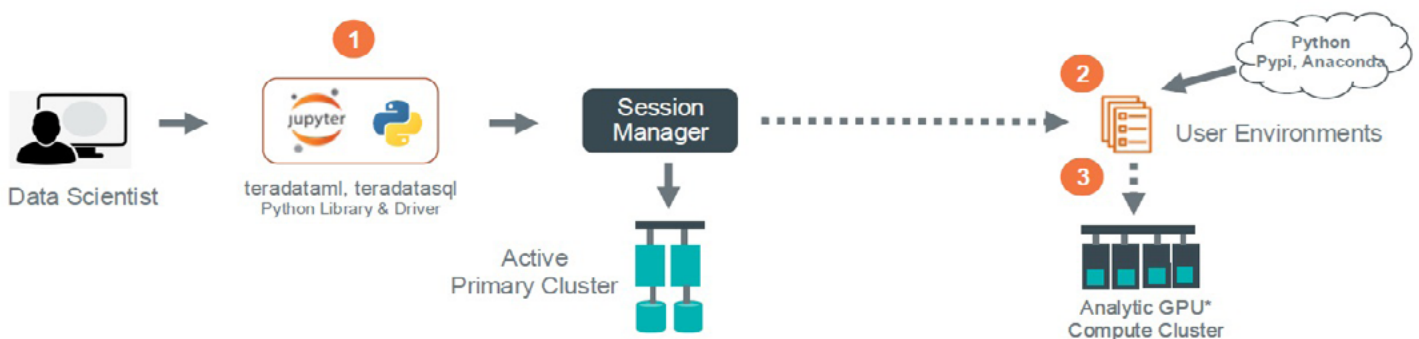 1
jupyter
Data Scientist
teradataml, teradatasql
Python Library & Driver
Session
Manager
Active
Primary Cluster
2
Python
Pypi, Anaconda
User Environments
3
Analytic GPU*
Compute Cluster